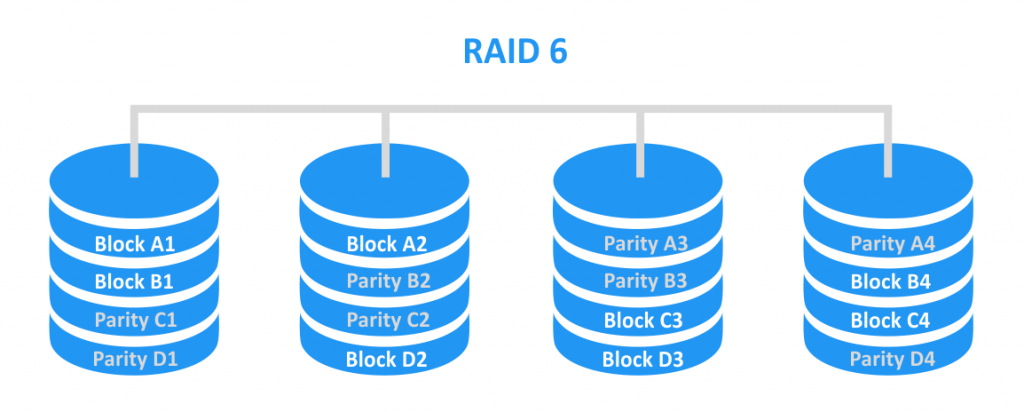 RAID 6
Block A1
Block B1
Parity C1
Parity D1
Block A2
Parity B2
Parity C2
Block D2
Parity A3
Parity B3
Block C3
Block D3
Parity A4
Block B4
Block C4
Parity D4